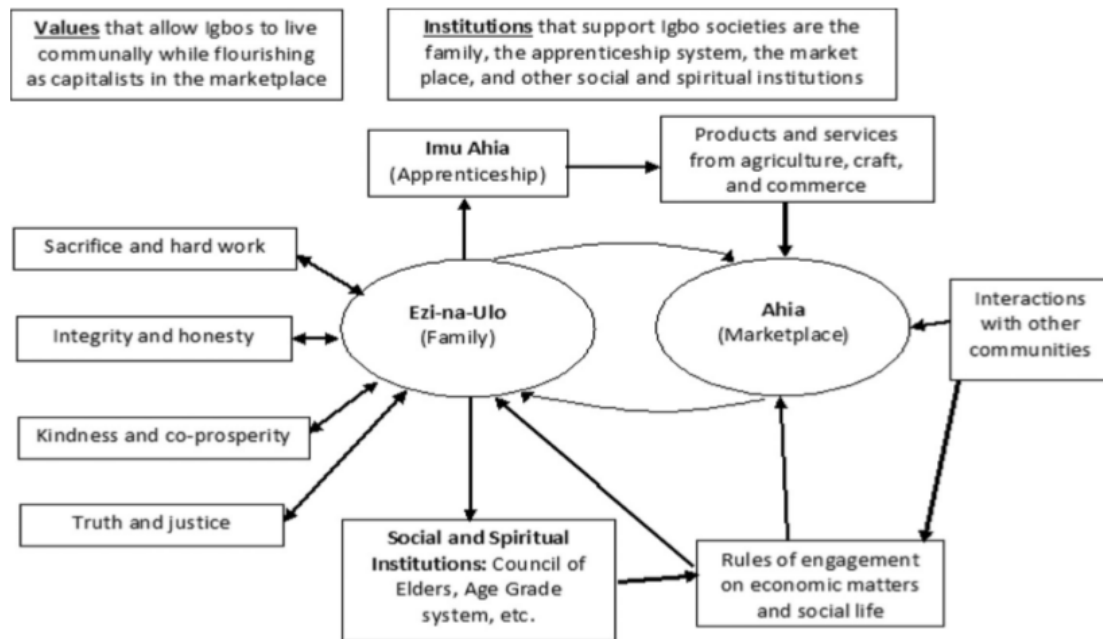 Values that allow Igbos to live
communally while flourishing
as capitalists in the marketplace
Institutions that support Igbo societies are the
family, the apprenticeship system, the market
place, and other social and spiritual institutions
Imu Ahia
(Apprenticeship)
Products and services
from agriculture, craft,
and commerce
Sacrifice and hard work
Integrity and honesty
Kindness and co-prosperity
Truth and justice
Ezi-na-Ulo
(Family)
Ahia
(Marketplace)
Interactions
with other
communities
Social and Spiritual
Institutions: Council of
Elders, Age Grade
system, etc.
Rules of engagement
on economic matters
and social life